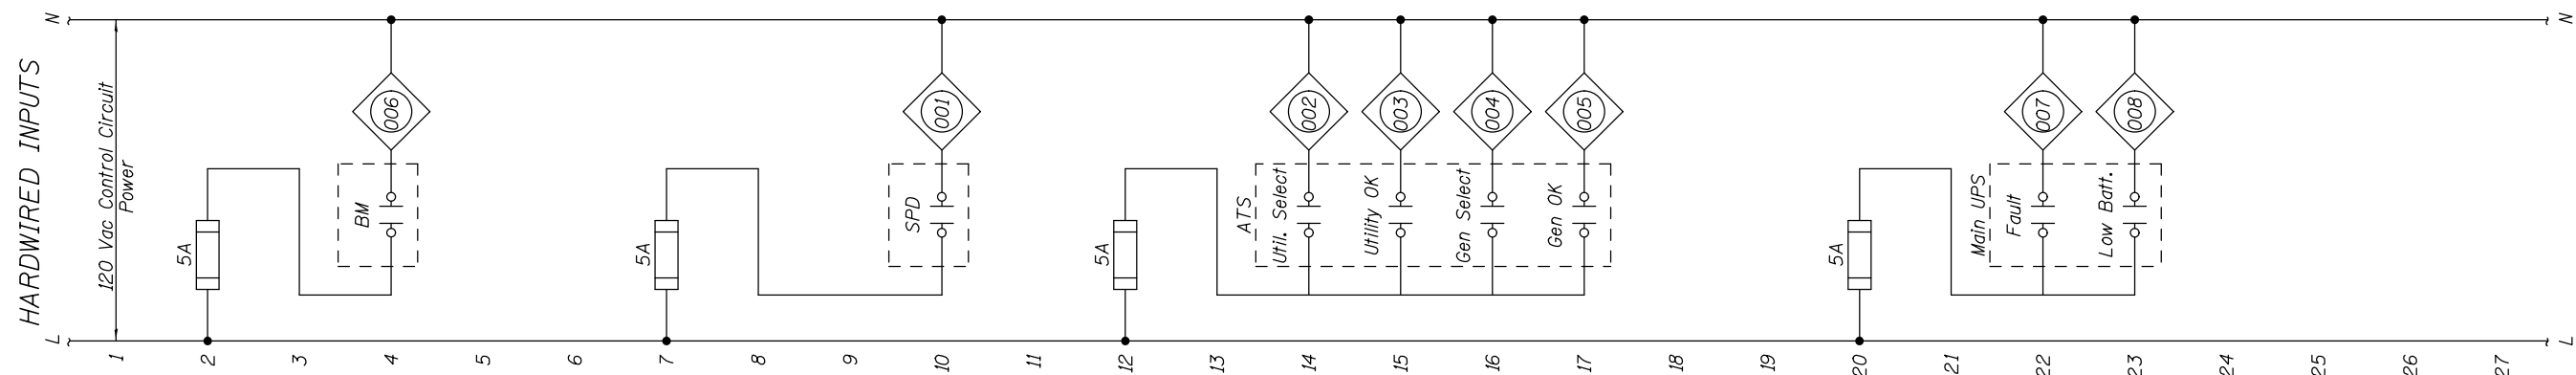 HARDWIRED INPUTS
L
N
1
120 Vac Control Circuit
Power
2
5A
3
4
BM
006
5
6
7
5A
8
9
10
SPD
001
11
12
5A
13
ATS
14
Util. Select
002
15
Utility OK
003
16
Gen Select
004
17
Gen OK
005
18
19
20
5A
21
Main UPS
22
Fault
007
23
Low Batt.
008
24
25
26
27
L
N